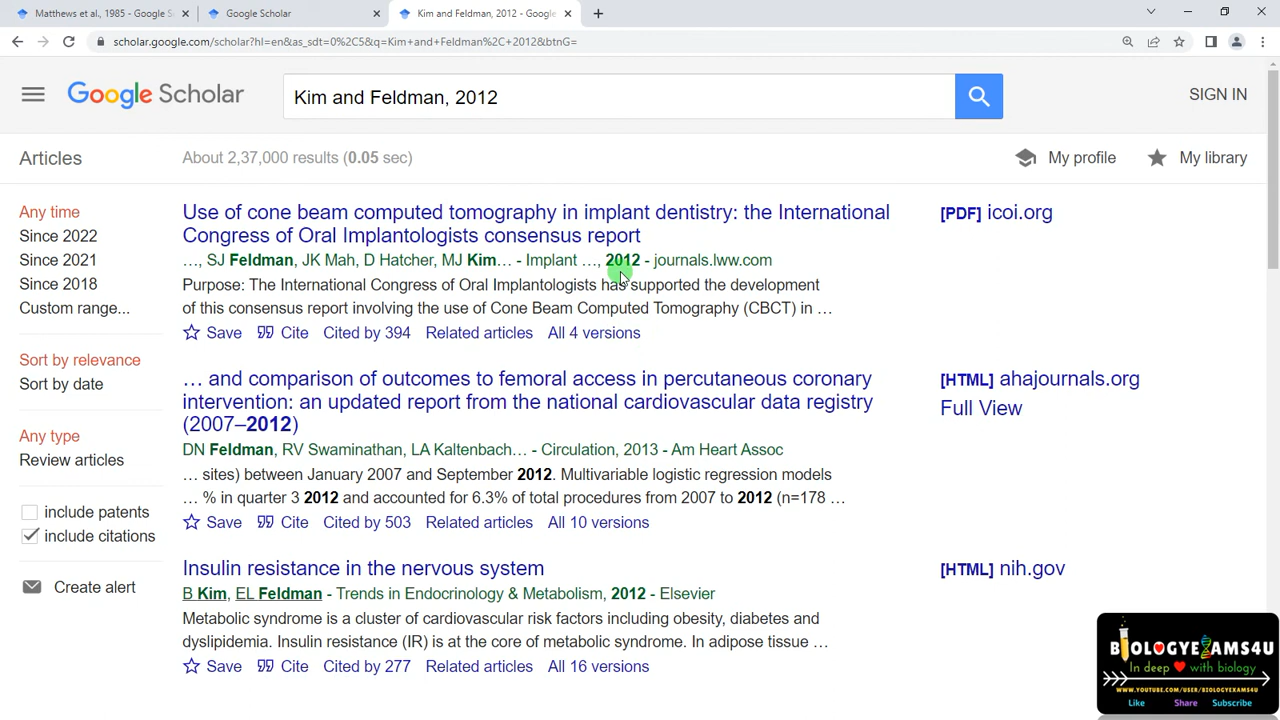 Matthews et al., 1985 - Google S
Google Scholar
Kim and Feldman, 2012 - Google
scholar.google.com/scholar?hl=en&as_sdt=0%2C5&q=Kim+and+Feldman%2C+2012&btnG=
Google Scholar
Kim and Feldman, 2012
SIGN IN
Articles
About 2,37,000 results (0.05 sec)
My profile
My library
Any time
Since 2022
Since 2021
Since 2018
Custom range...
Sort by relevance
Sort by date
Any type
Review articles
include patents
include citations
Create alert
Use of cone beam computed tomography in implant dentistry: the International
Congress of Oral Implantologists consensus report
…, SJ Feldman, JK Mah, D Hatcher, MJ Kim… - Implant …, 2012 - journals.lww.com
Purpose: The International Congress of Oral Implantologists has supported the development
of this consensus report involving the use of Cone Beam Computed Tomography (CBCT) in …
Save Cite Cited by 394 Related articles All 4 versions
[PDF] icoi.org
… and comparison of outcomes to femoral access in percutaneous coronary
intervention: an updated report from the national cardiovascular data registry
(2007–2012)
DN Feldman, RV Swaminathan, LA Kaltenbach… - Circulation, 2013 - Am Heart Assoc
… sites) between January 2007 and September 2012. Multivariable logistic regression models
… % in quarter 3 2012 and accounted for 6.3% of total procedures from 2007 to 2012 (n=178 …
Save Cite Cited by 503 Related articles All 10 versions
[HTML] ahajournals.org
Full View
Insulin resistance in the nervous system
B Kim, EL Feldman - Trends in Endocrinology & Metabolism, 2012 - Elsevier
Metabolic syndrome is a cluster of cardiovascular risk factors including obesity, diabetes and
dyslipidemia. Insulin resistance (IR) is at the core of metabolic syndrome. In adipose tissue …
Save Cite Cited by 277 Related articles All 16 versions
[HTML] nih.gov
BIOLOGYEXAMS4U
In deep with biology
WWW.YOUTUBE.COM/USER/BIOLOGYEXAMS4U
Like Share Subscribe